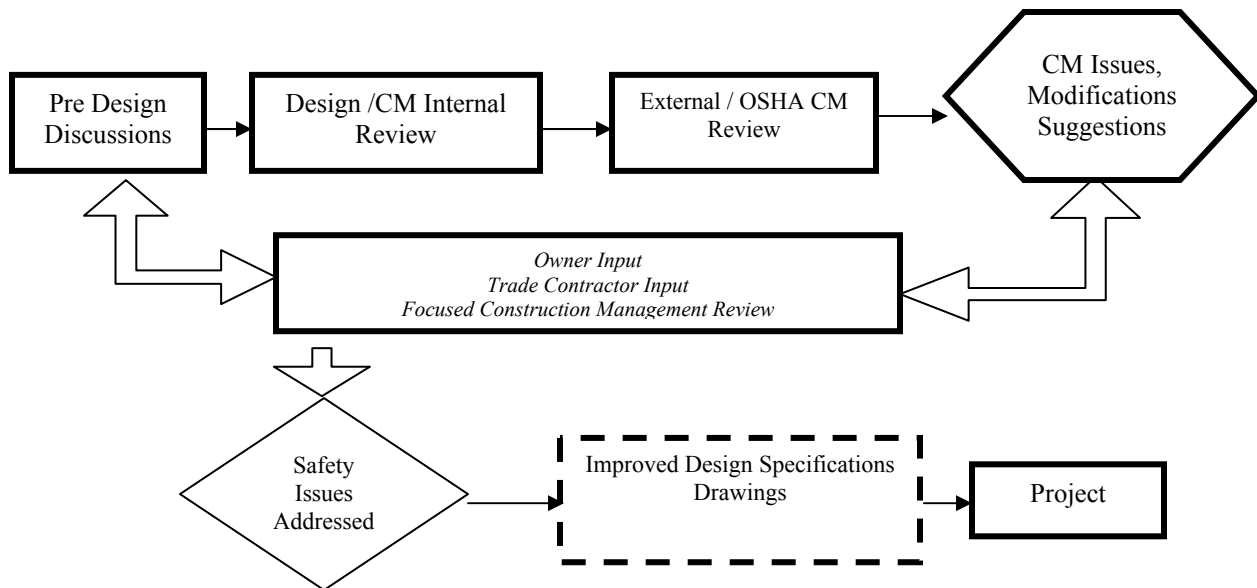 Pre Design
Discussions
Design /CM Internal
Review
External / OSHA CM
Review
CM Issues,
Modifications
Suggestions
Owner Input
Trade Contractor Input
Focused Construction Management Review
Safety
Issues
Addressed
Improved Design Specifications
Drawings
Project